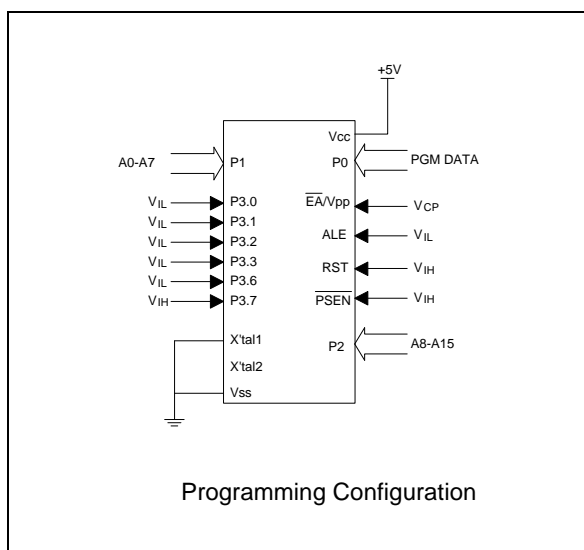 +5V
Vcc
A0-A7 P1 P0 PGM DATA
VIL P3.0 E̅A̅/Vpp VCP
VIL P3.1
VIL P3.2 ALE VIL
VIL P3.3 RST VIH
VIL P3.6
VIH P3.7 P̅S̅E̅N̅ VIH
X'tal1 P2 A8-A15
X'tal2
Vss
Programming Configuration